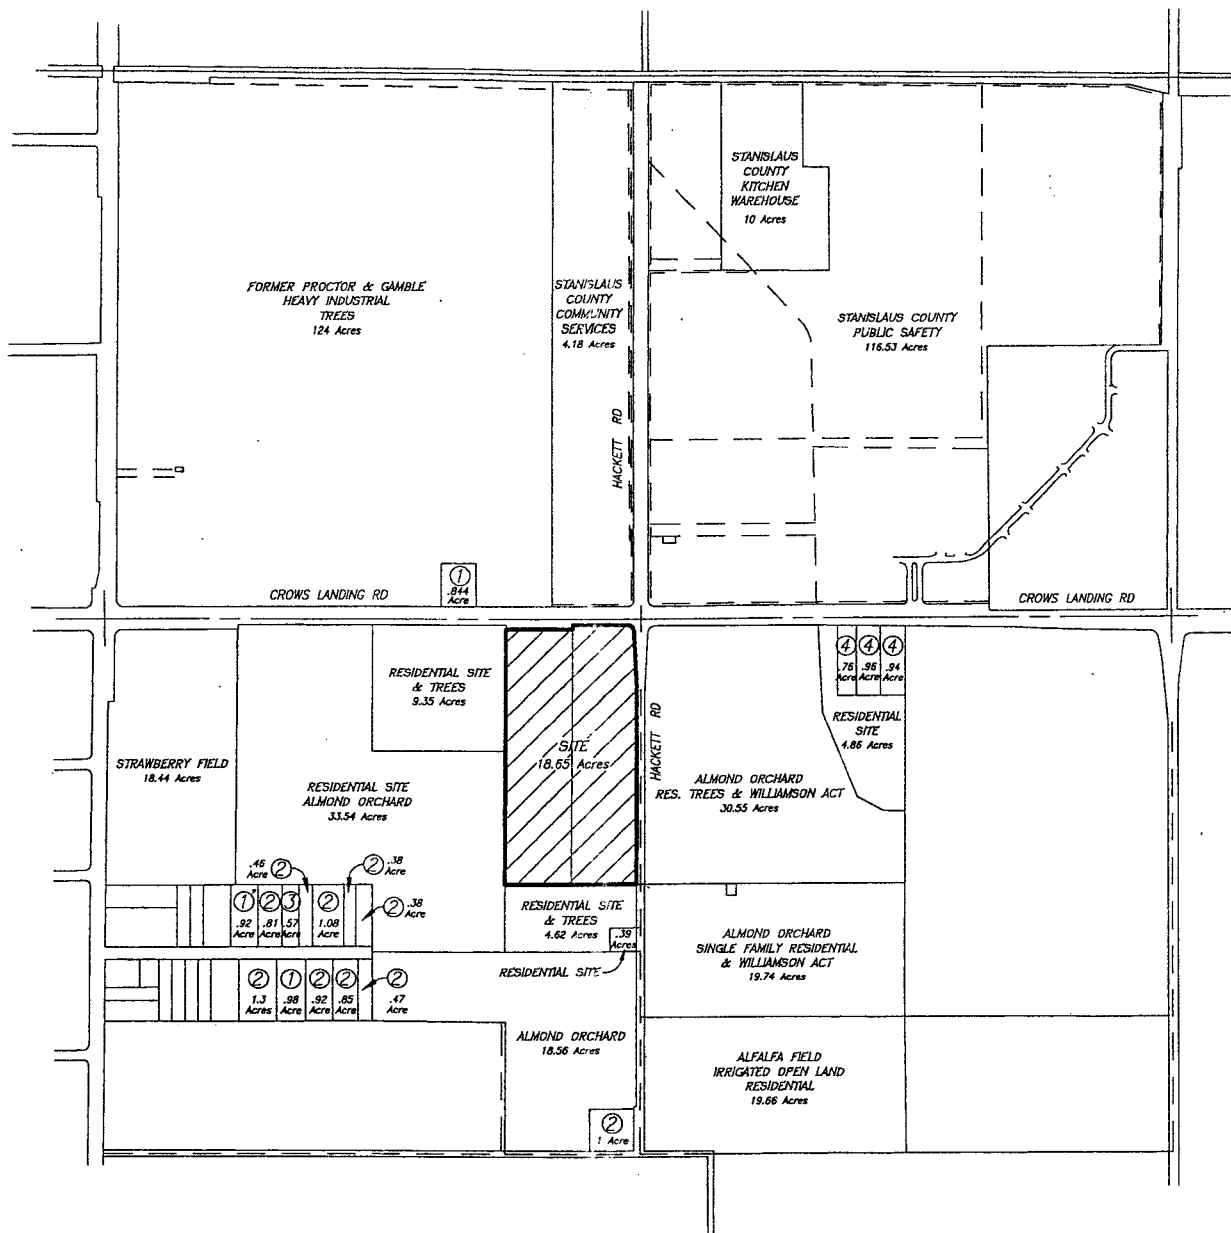 STANISLAUS
COUNTY
KITCHEN
WAREHOUSE
10 Acres
FORMER PROCTOR & GAMBLE
HEAVY INDUSTRIAL
TREES
124 Acres
STANISLAUS
COUNTY
COMMUNITY
SERVICES
4.18 Acres
STANISLAUS COUNTY
PUBLIC SAFETY
116.53 Acres
HACKETT RD
1
.844
Acre
CROWS LANDING RD
CROWS LANDING RD
RESIDENTIAL SITE
& TREES
9.35 Acres
4
.76
Acre
4
.96
Acre
4
.94
Acre
RESIDENTIAL
SITE
4.86 Acres
SITE
18.65 Acres
HACKETT RD
STRAWBERRY FIELD
18.44 Acres
RESIDENTIAL SITE
ALMOND ORCHARD
33.54 Acres
ALMOND ORCHARD
RES. TREES & WILLIAMSON ACT
30.55 Acres
.46
Acre
2
2
.38
Acre
1
.92
Acre
2
.81
Acre
3
.57
Acre
2
1.08
Acre
2
.38
Acre
RESIDENTIAL SITE
& TREES
4.62 Acres
.39
Acres
RESIDENTIAL SITE
ALMOND ORCHARD
SINGLE FAMILY RESIDENTIAL
& WILLIAMSON ACT
19.74 Acres
2
1.3
Acres
1
.98
Acre
2
.92
Acre
2
.85
Acre
2
.47
Acre
ALMOND ORCHARD
18.56 Acres
ALFALFA FIELD
IRRIGATED OPEN LAND
RESIDENTIAL
19.66 Acres
2
1 Acre